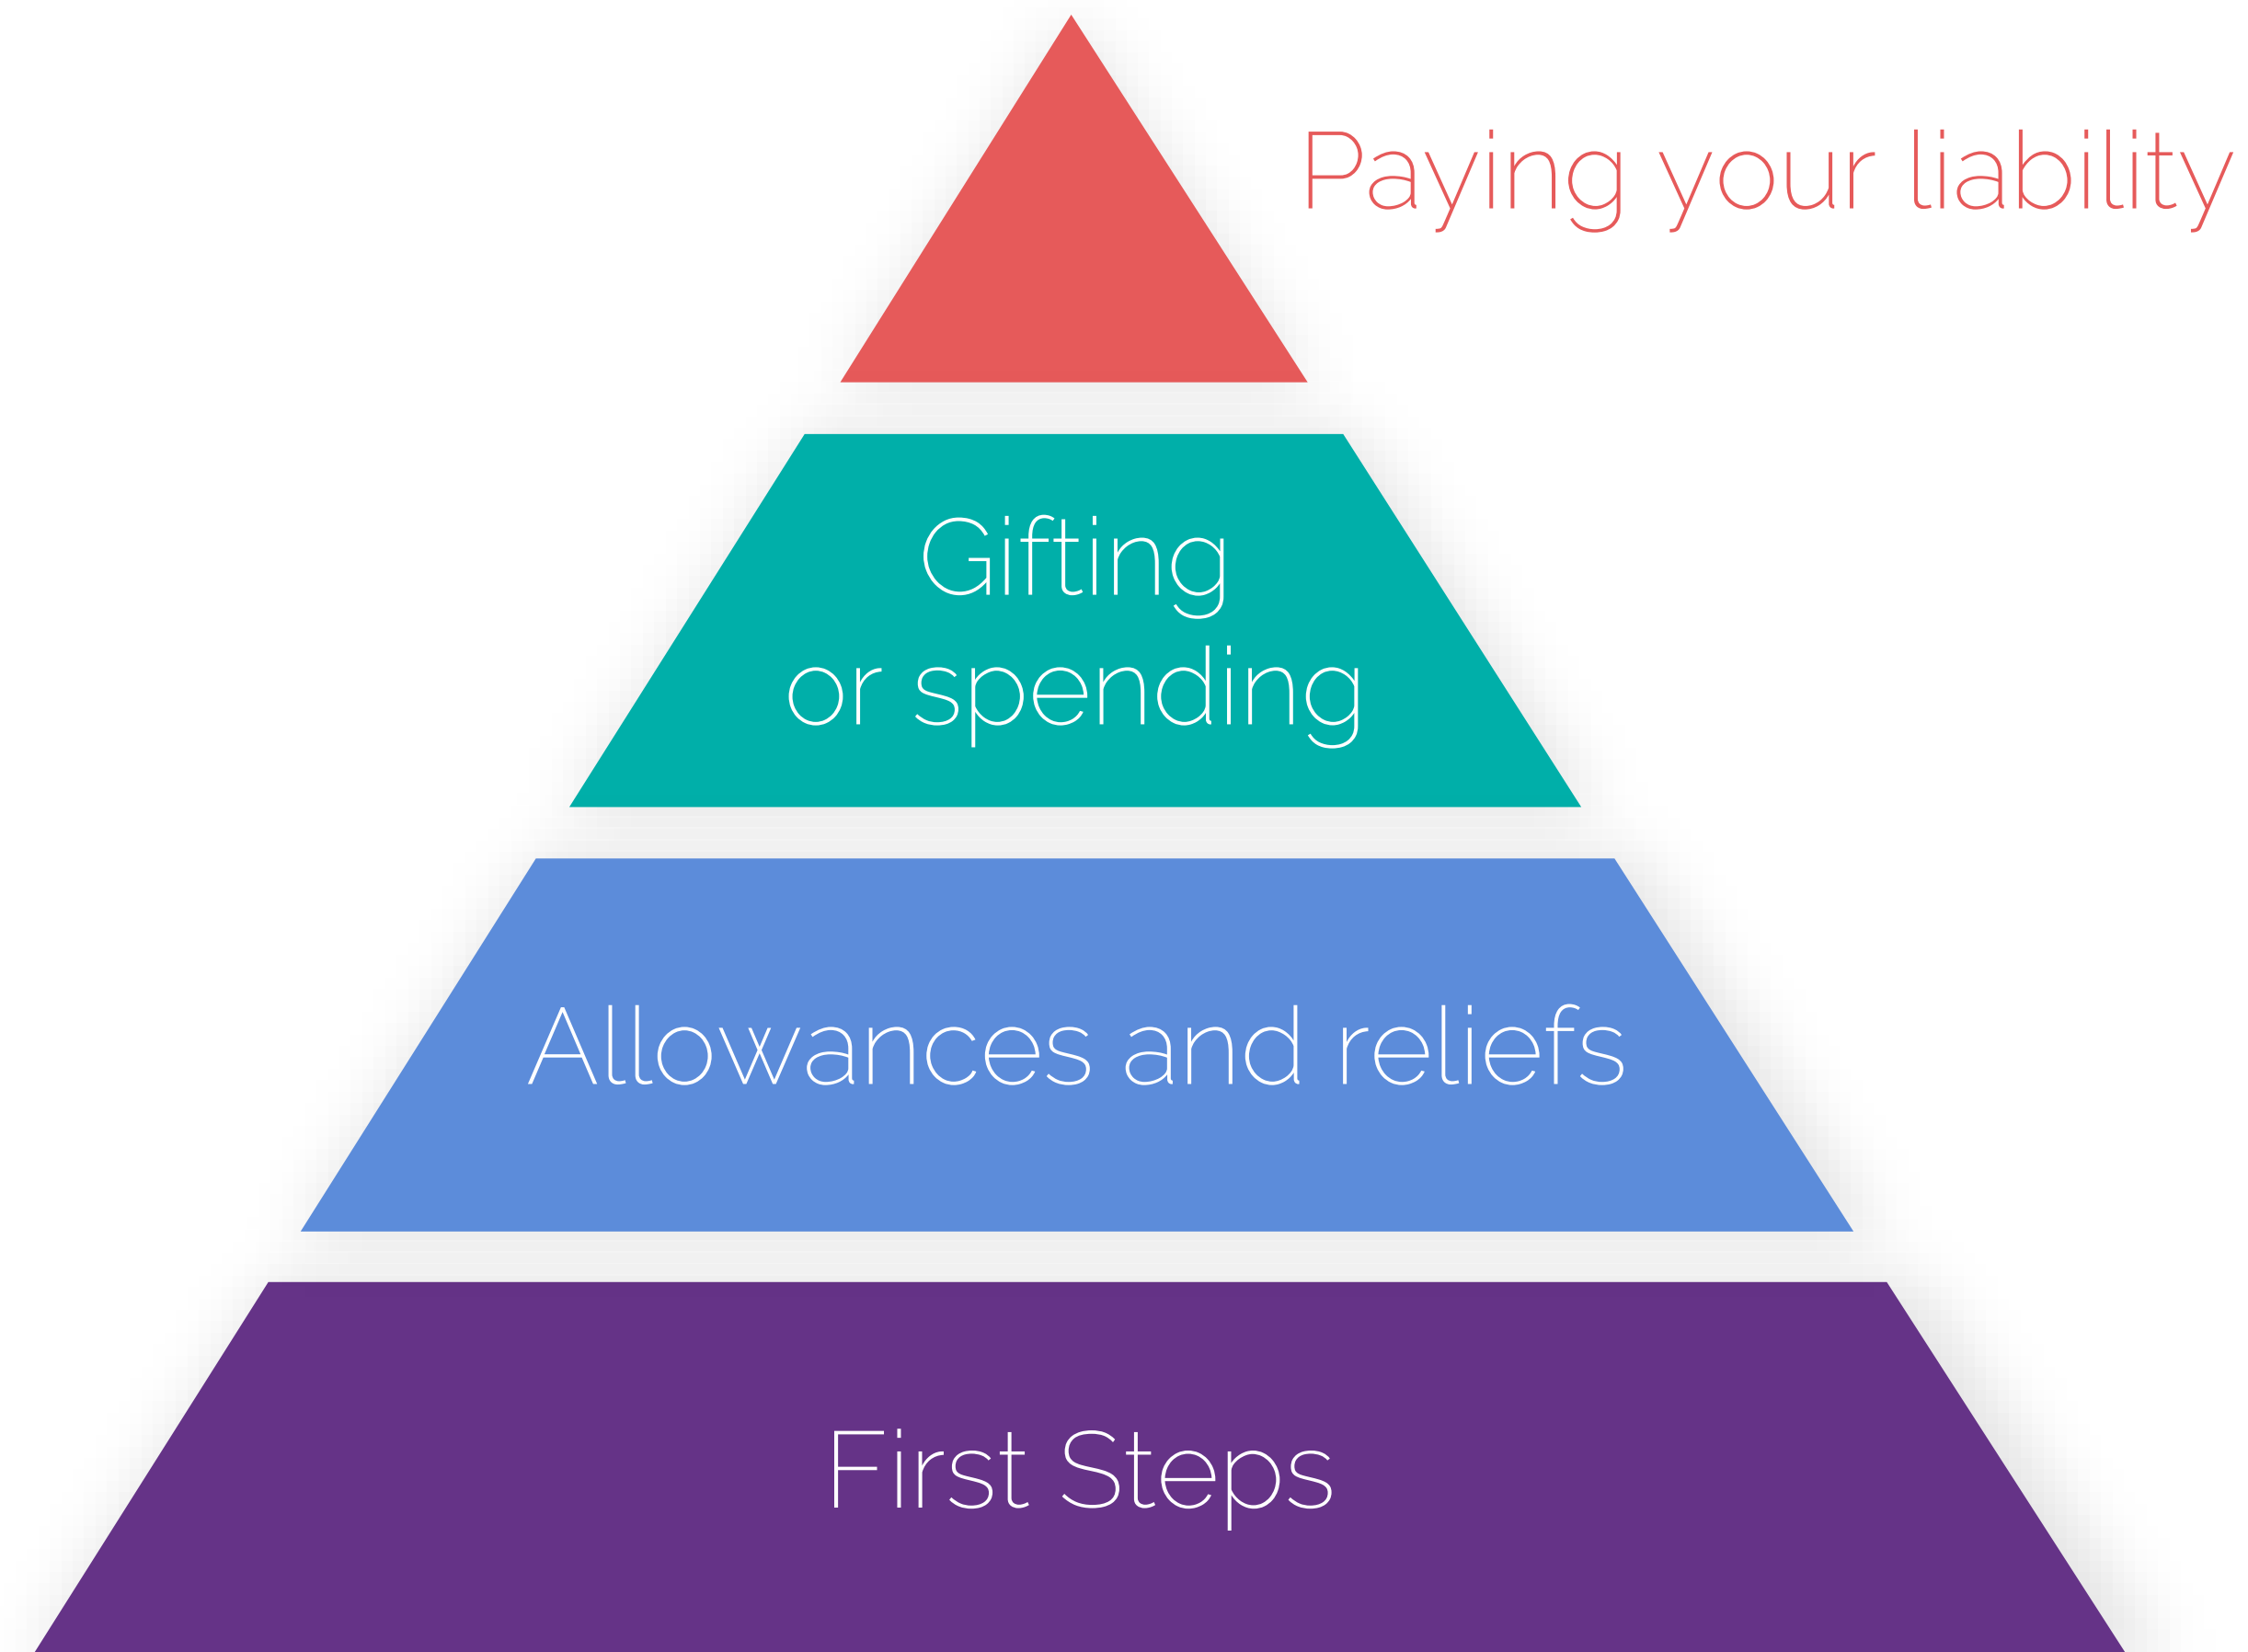 Paying your liability
Gifting
or spending
Allowances and reliefs
First Steps